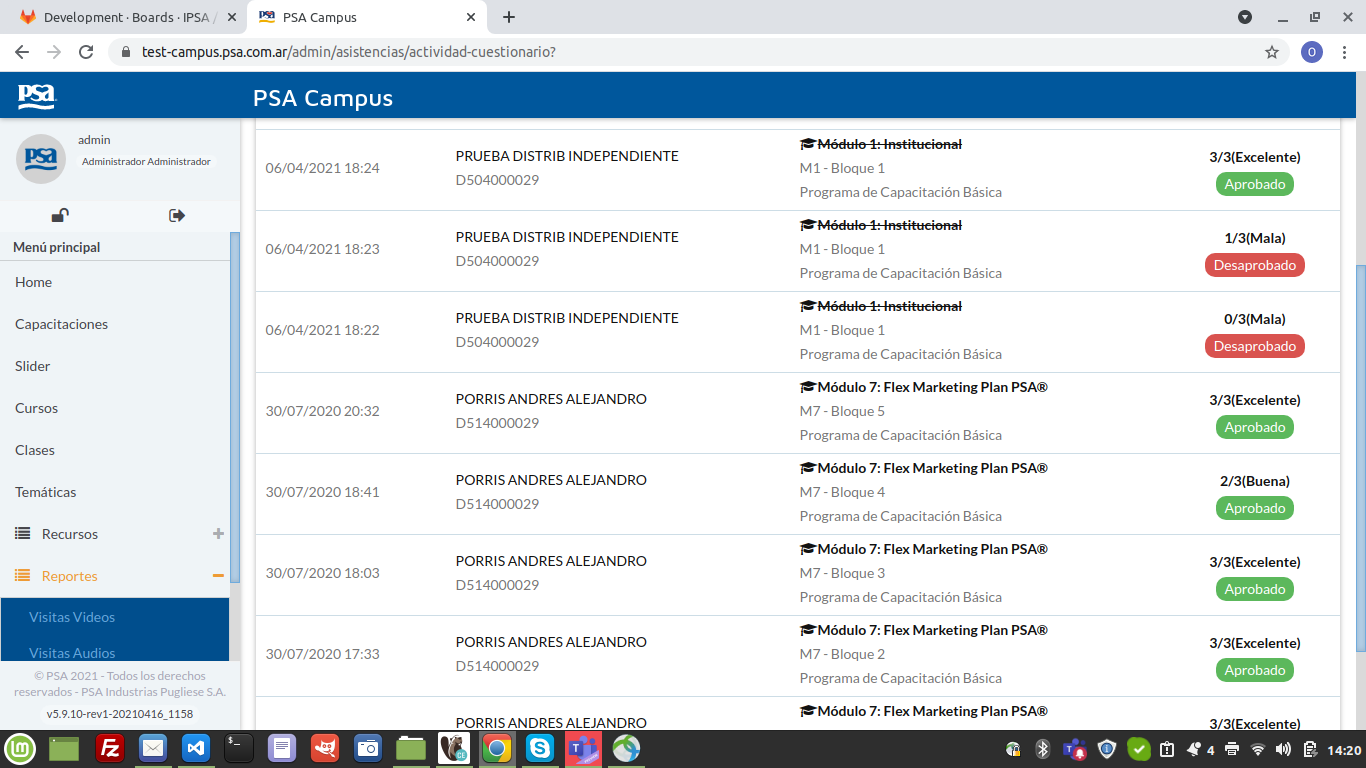 Development · Boards · IPSA /
PSA Campus
test-campus.psa.com.ar/admin/asistencias/actividad-cuestionario?
O
psa
PSA Campus
psa
admin
Administrador Administrador
Menú principal
Home
Capacitaciones
Slider
Cursos
Clases
Temáticas
Recursos
Reportes
Visitas Videos
Visitas Audios
© PSA 2021 - Todos los derechos
reservados - PSA Industrias Pugliese S.A.
v5.9.10-rev1-20210416_1158
06/04/2021 18:24
PRUEBA DISTRIB INDEPENDIENTE
D504000029
Módulo 1: Institucional
M1 - Bloque 1
Programa de Capacitación Básica
3/3(Excelente)
Aprobado
06/04/2021 18:23
PRUEBA DISTRIB INDEPENDIENTE
D504000029
Módulo 1: Institucional
M1 - Bloque 1
Programa de Capacitación Básica
1/3(Mala)
Desaprobado
06/04/2021 18:22
PRUEBA DISTRIB INDEPENDIENTE
D504000029
Módulo 1: Institucional
M1 - Bloque 1
Programa de Capacitación Básica
0/3(Mala)
Desaprobado
30/07/2020 20:32
PORRIS ANDRES ALEJANDRO
D514000029
Módulo 7: Flex Marketing Plan PSA®
M7 - Bloque 5
Programa de Capacitación Básica
3/3(Excelente)
Aprobado
30/07/2020 18:41
PORRIS ANDRES ALEJANDRO
D514000029
Módulo 7: Flex Marketing Plan PSA®
M7 - Bloque 4
Programa de Capacitación Básica
2/3(Buena)
Aprobado
30/07/2020 18:03
PORRIS ANDRES ALEJANDRO
D514000029
Módulo 7: Flex Marketing Plan PSA®
M7 - Bloque 3
Programa de Capacitación Básica
3/3(Excelente)
Aprobado
30/07/2020 17:33
PORRIS ANDRES ALEJANDRO
D514000029
Módulo 7: Flex Marketing Plan PSA®
M7 - Bloque 2
Programa de Capacitación Básica
3/3(Excelente)
Aprobado
PORRIS ANDRES ALEJANDRO
Módulo 7: Flex Marketing Plan PSA®
3/3(Excelente)
4
14:20